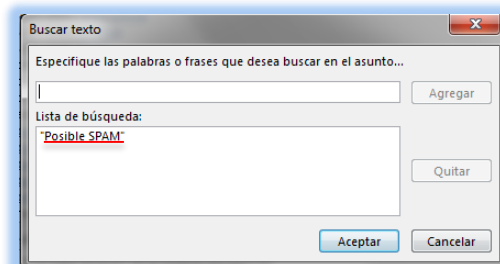 Buscar texto
Especifique las palabras o frases que desea buscar en el asunto...
Agregar
Lista de búsqueda:
"Posible SPAM"
Quitar
Aceptar Cancelar